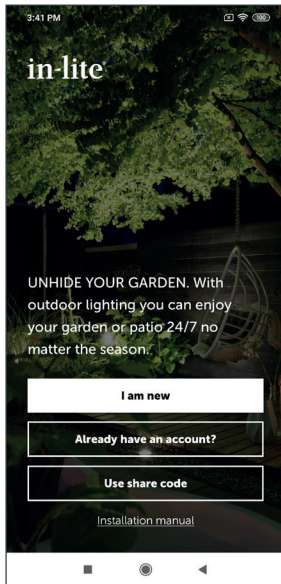 3:41 PM
100
in-lite
UNHIDE YOUR GARDEN. With
outdoor lighting you can enjoy
your garden or patio 24/7 no
matter the season.
I am new
Already have an account?
Use share code
Installation manual